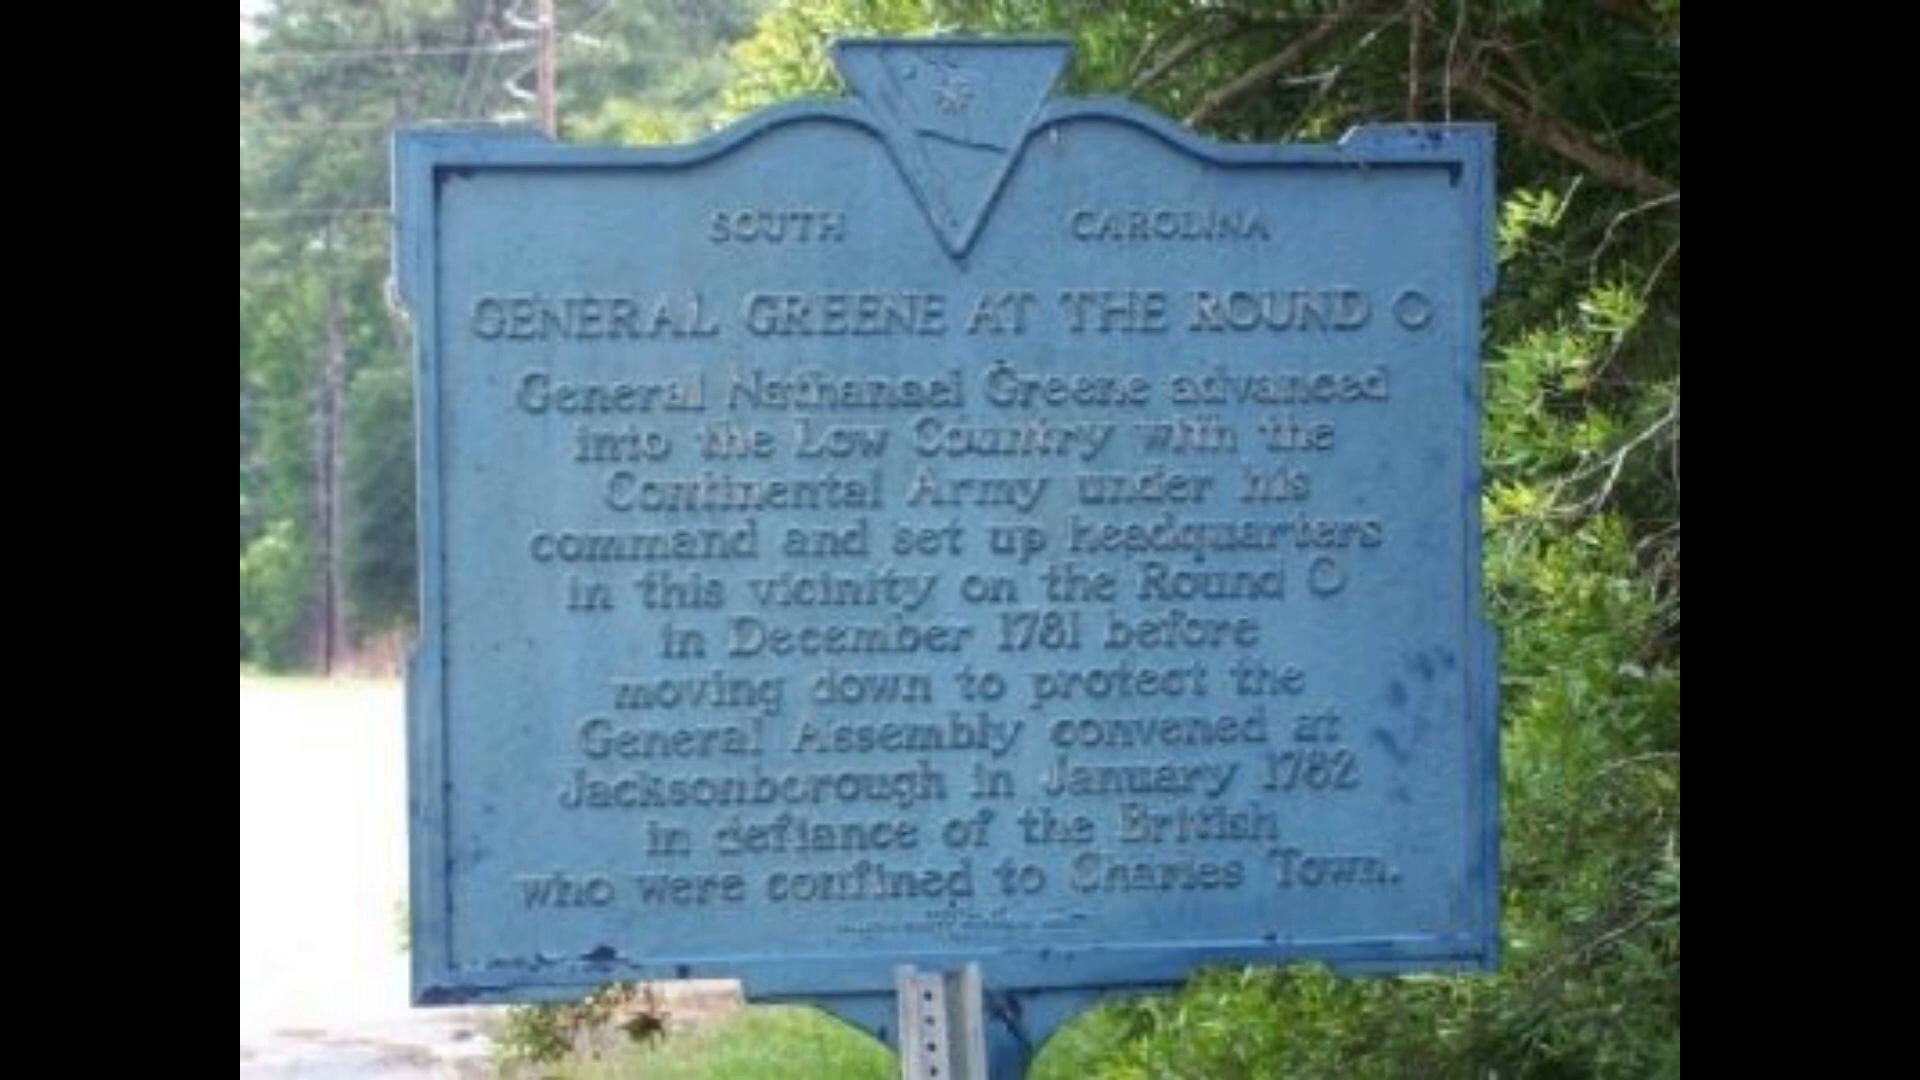 SOUTH CAROLINA
GENERAL GREENE AT THE ROUND O
General Nathanael Greene advanced
into the Low Country with the
Continental Army under his
command and set up headquarters
in this vicinity on the Round O
in December 1781 before
moving down to protect the
General Assembly convened at
Jacksonborough in January 1782
in defiance of the British
who were confined to Charles Town.